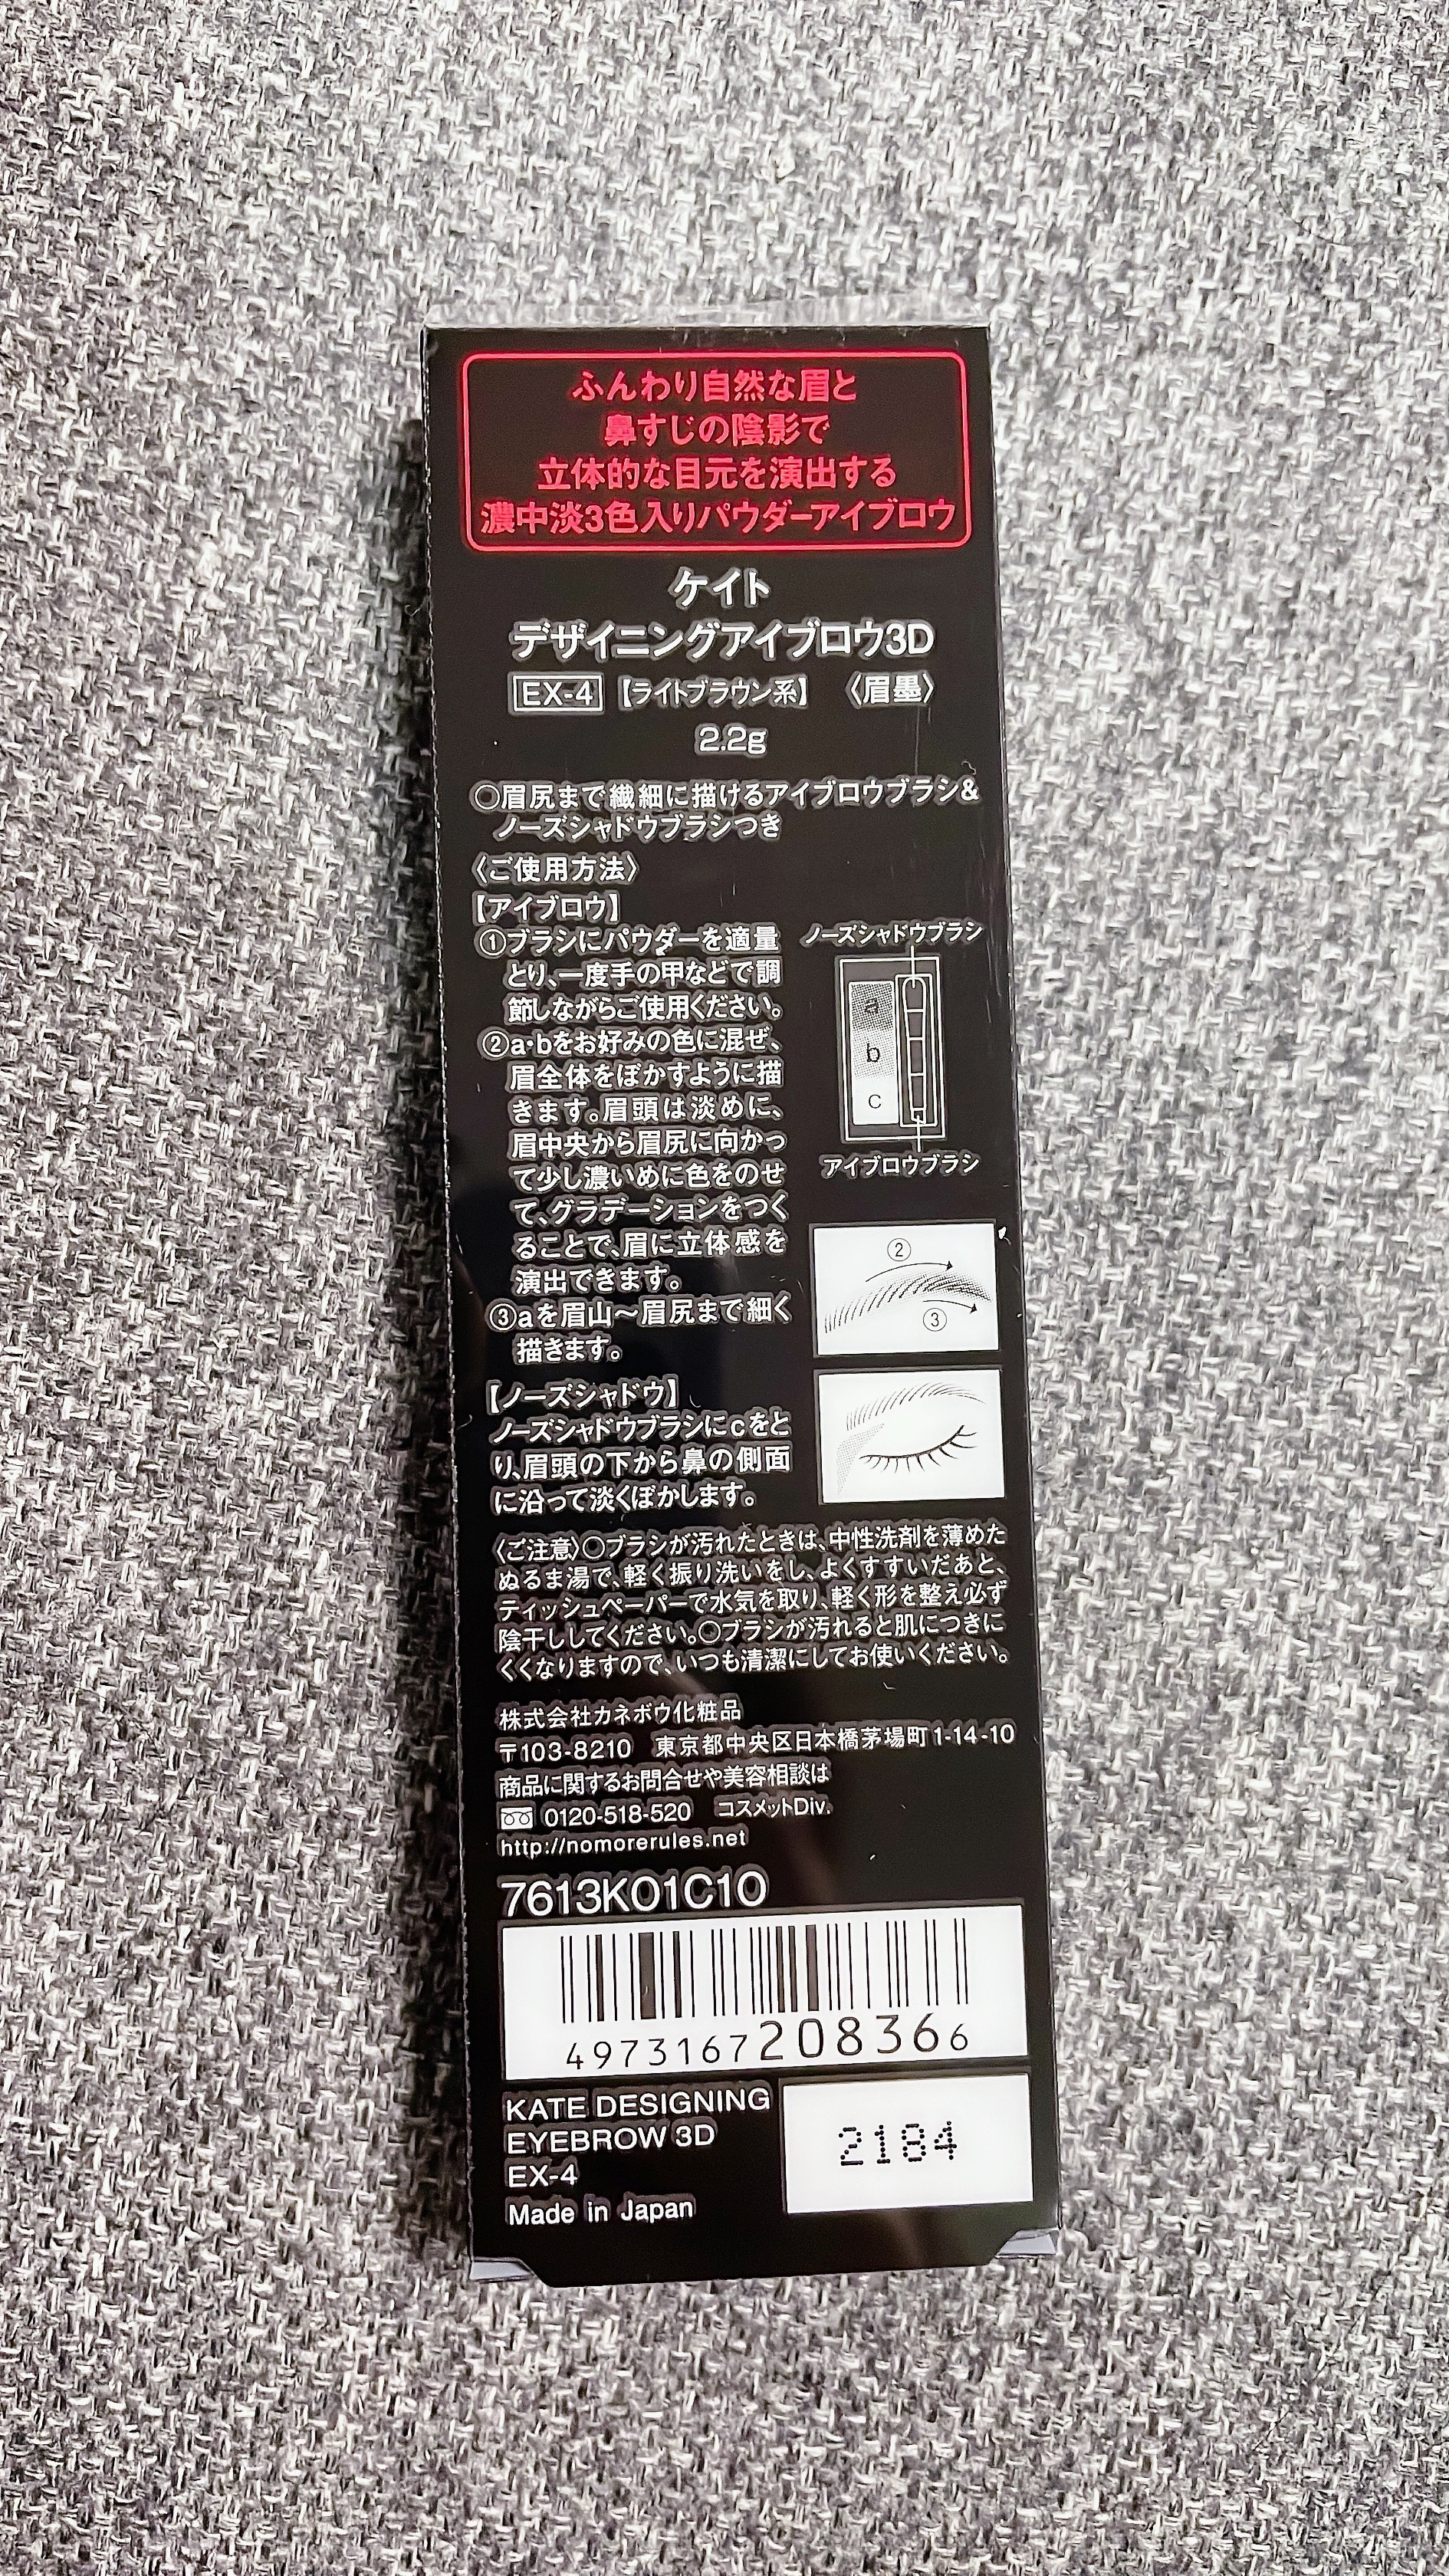 ふんわり自然な眉と
鼻すじの陰影で
立体的な目元を演出する
濃中淡3色入りパウダーアイブロウ
ケイト
デザイニングアイブロウ3D
EX-4 【ライトブラウン系】 〈眉墨〉
2.2g
◎眉尻まで繊細に描けるアイブロウブラシ&
ノーズシャドウブラシつき
〈ご使用方法〉
【アイブロウ】
①ブラシにパウダーを適量
とり、一度手の甲などで調
節しながらご使用ください。
②a・bをお好みの色に混ぜ、
眉全体をぼかすように描
きます。眉頭は淡めに、
眉中央から眉尻に向かっ
て少し濃いめに色をのせ
て、グラデーションをつく
ることで、眉に立体感を
演出できます。
③aを眉山〜眉尻まで細く
描きます。
ノーズシャドウブラシ
a
b
c
アイブロウブラシ
②
③
【ノーズシャドウ】
ノーズシャドウブラシにcをと
り、眉頭の下から鼻の側面
に沿って淡くぼかします。
〈ご注意〉◎ブラシが汚れたときは、中性洗剤を薄めた
ぬるま湯で、軽く振り洗いをし、よくすすいだあと、
ティッシュペーパーで水気を取り、軽く形を整え必ず
陰干ししてください。◎ブラシが汚れると肌につきに
くくなりますので、いつも清潔にしてお使いください。
株式会社カネボウ化粧品
〒103-8210 東京都中央区日本橋茅場町1-14-10
商品に関するお問合せや美容相談は
0120-518-520 コスメットDiv.
http://nomorerules.net
7613K01C10
4973167208366
KATE DESIGNING
EYEBROW 3D
EX-4
Made in Japan
2184